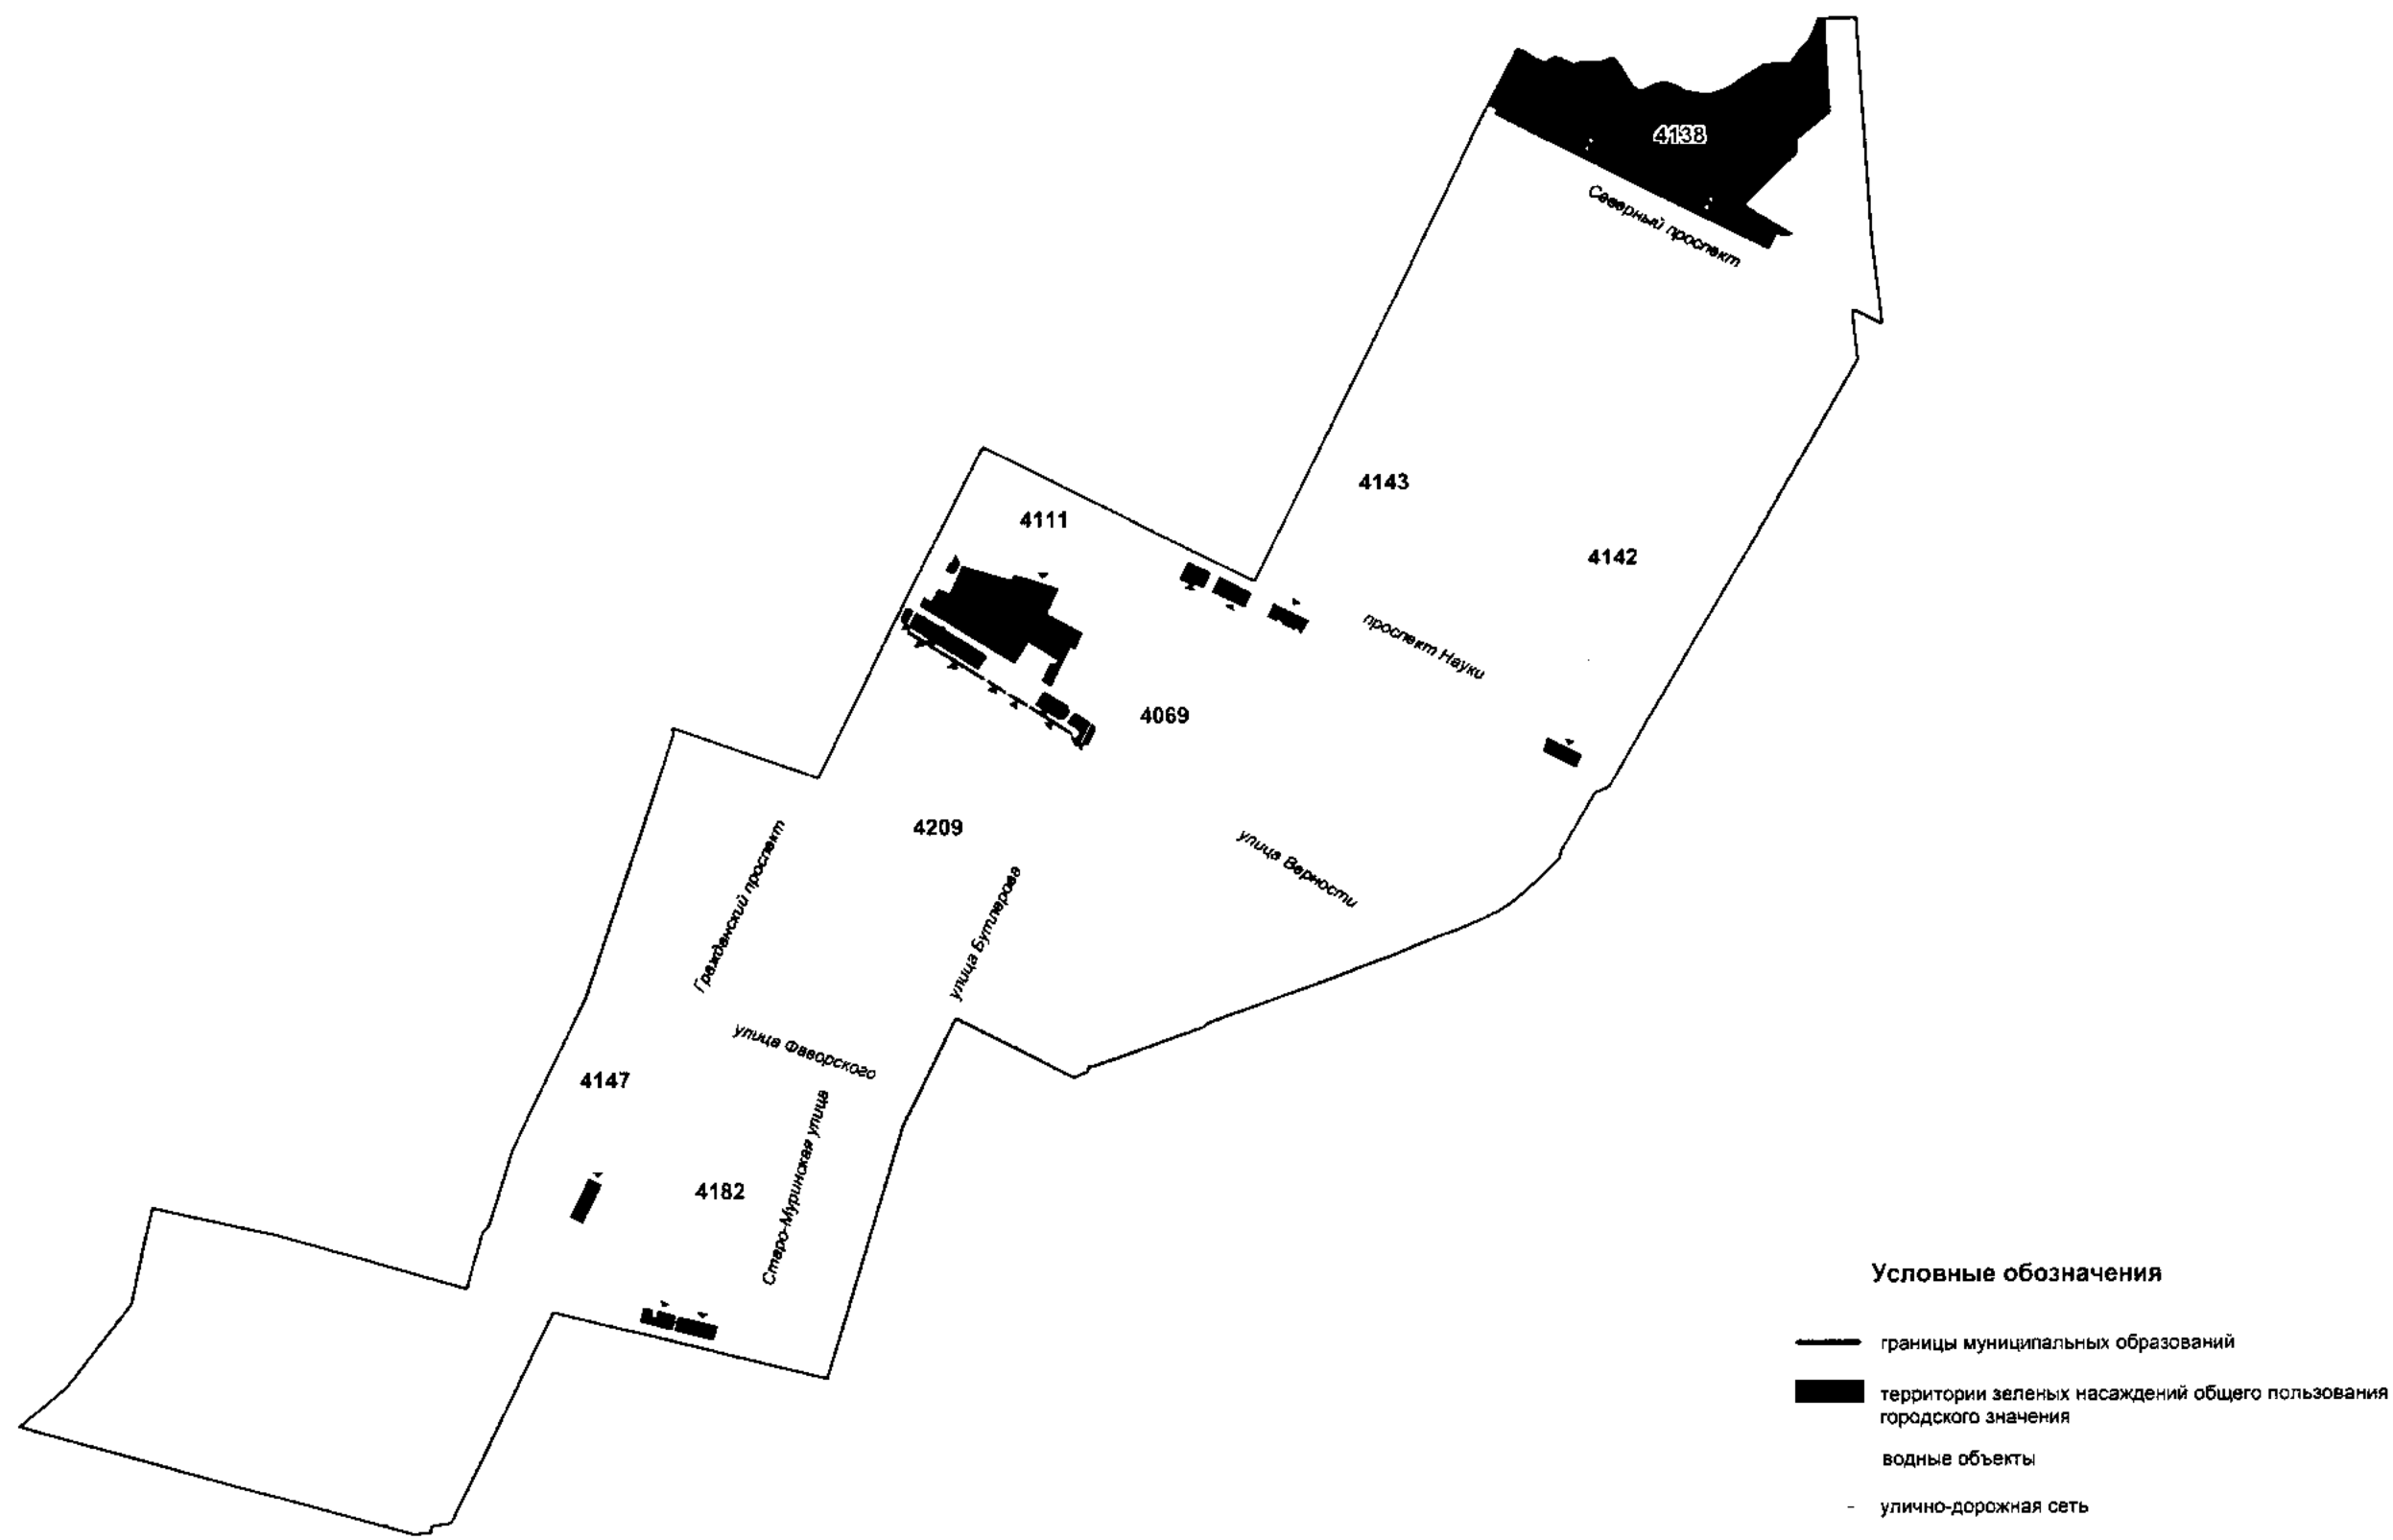 4138
Северный проспект
4143
4111
4142
проспект Науки
4069
4209
Гражданский проспект
улица Верности
улица Бутлерова
улица Фаворского
4147
Старо-Муринская улица
4182
Условные обозначения
границы муниципальных образований
территории зеленых насаждений общего пользования
городского значения
водные объекты
улично-дорожная сеть